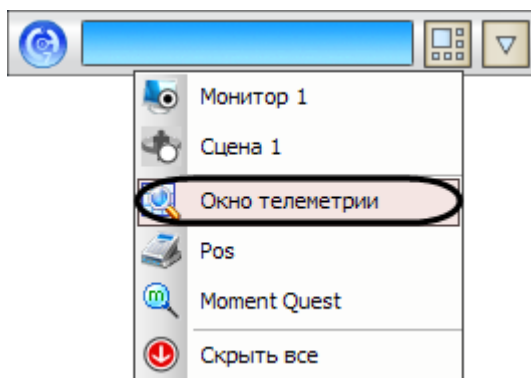 Монитор 1
Сцена 1
Окно телеметрии
Pos
Moment Quest
Скрыть все